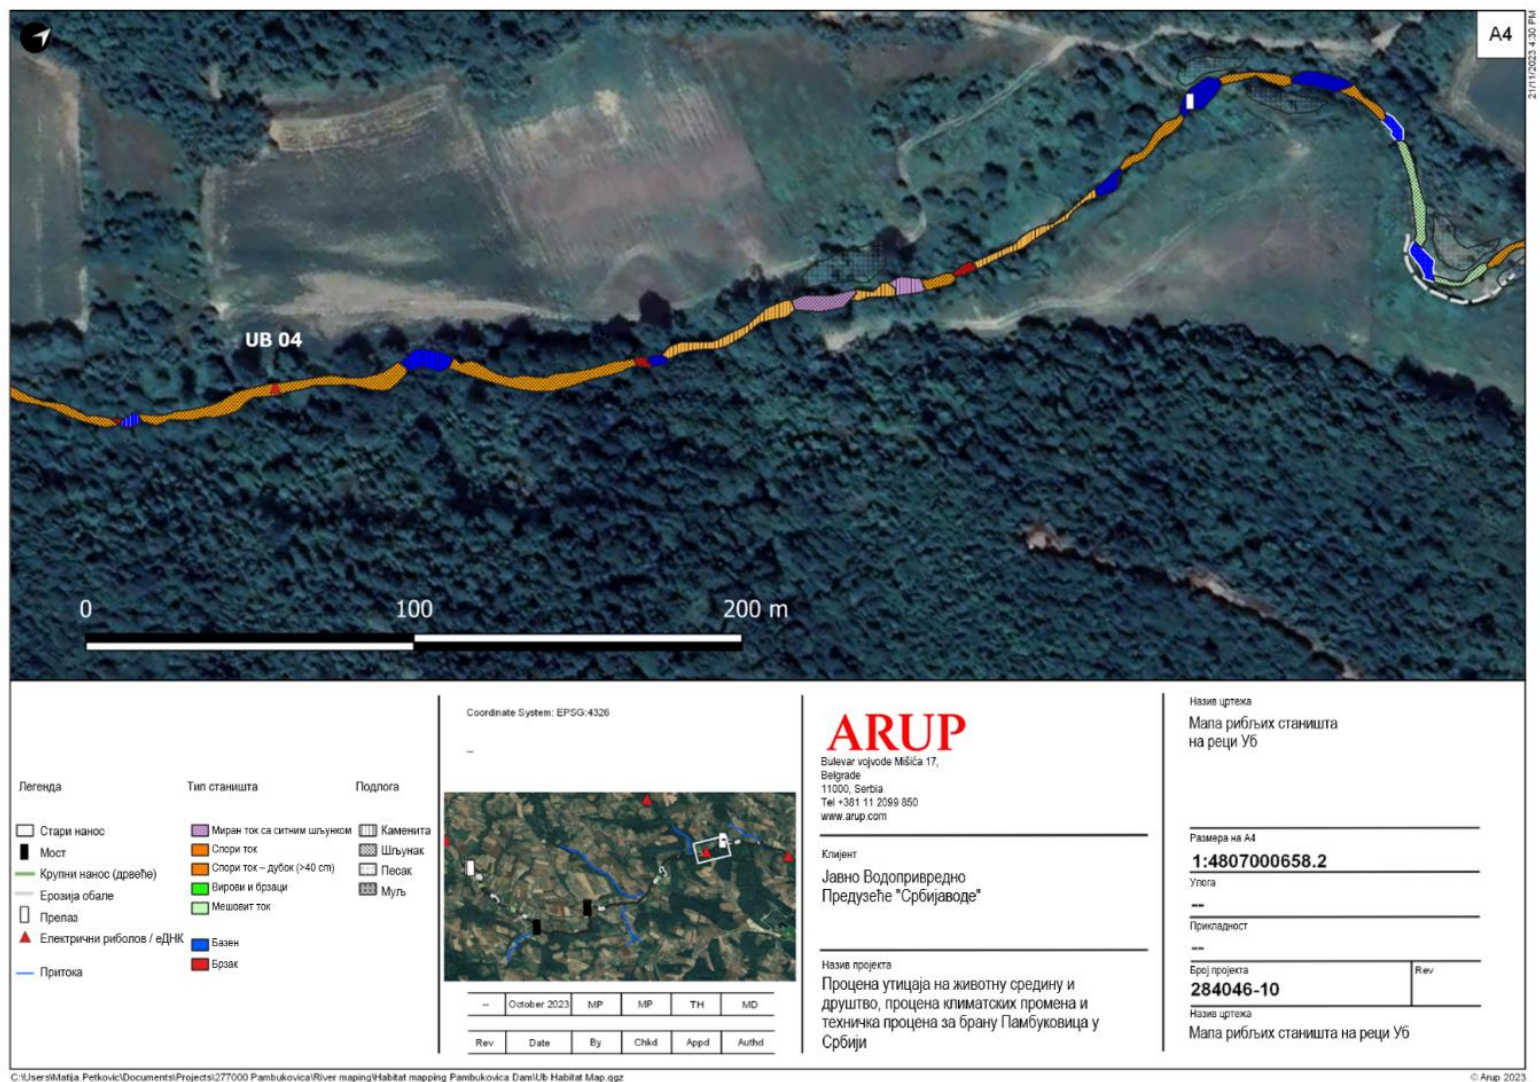 A4
21/11/2023 4:30 PM
UB 04
0 100 200 m
Легенда
Стари нанос
Мост
Крупни нанос (дрвеће)
Ерозија обале
Прелаз
Електрични риболов / еДНК
Притока
Тип станишта
Миран ток са ситним шљунком
Спори ток
Спори ток – дубок (>40 cm)
Вирови и брзаци
Мешовит ток
Базен
Брзак
Подлога
Каменита
Шљунак
Песак
Муљ
Coordinate System: EPSG:4326
--
-- October 2023 MP MP TH MD
Rev Date By Chkd Appd Authd
ARUP
Bulevar vojvode Mišića 17,
Belgrade
11000, Serbia
Tel +381 11 2099 850
www.arup.com
Клијент
Јавно Водопривредно
Предузеће "Србијаводе"
Назив пројекта
Процена утицаја на животну средину и
друштво, процена климатских промена и
техничка процена за брану Памбуковица у
Србији
Назив цртежа
Мапа рибљих станишта
на реци Уб
Размера на А4
1:4807000658.2
Улога
--
Прикладност
--
Број пројекта
284046-10
Rev
Назив цртежа
Мапа рибљих станишта на реци Уб
C:\Users\Matija.Petkovic\Documents\Projects\277000 Pambukovica\River maping\Habitat mapping Pambukovica Dam\Ub Habitat Map.qgz
© Arup 2023